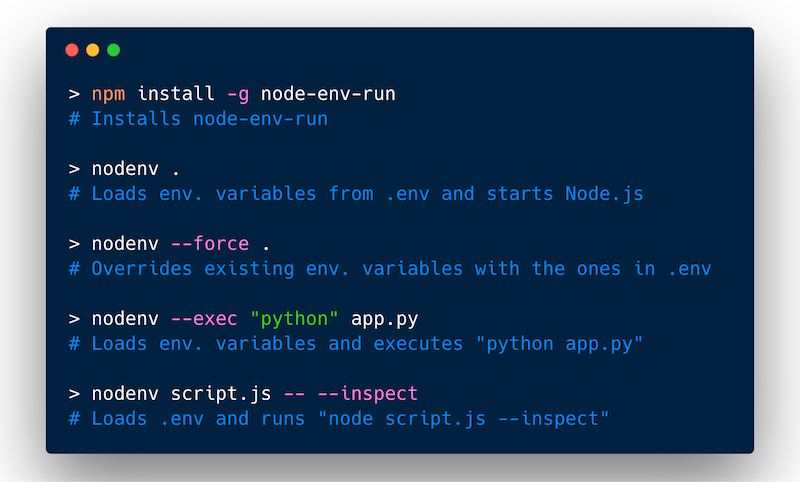 > npm install -g node-env-run
# Installs node-env-run
> nodenv .
# Loads env. variables from .env and starts Node.js
> nodenv --force .
# Overrides existing env. variables with the ones in .env
> nodenv --exec "python" app.py
# Loads env. variables and executes "python app.py"
> nodenv script.js -- --inspect
# Loads .env and runs "node script.js --inspect"